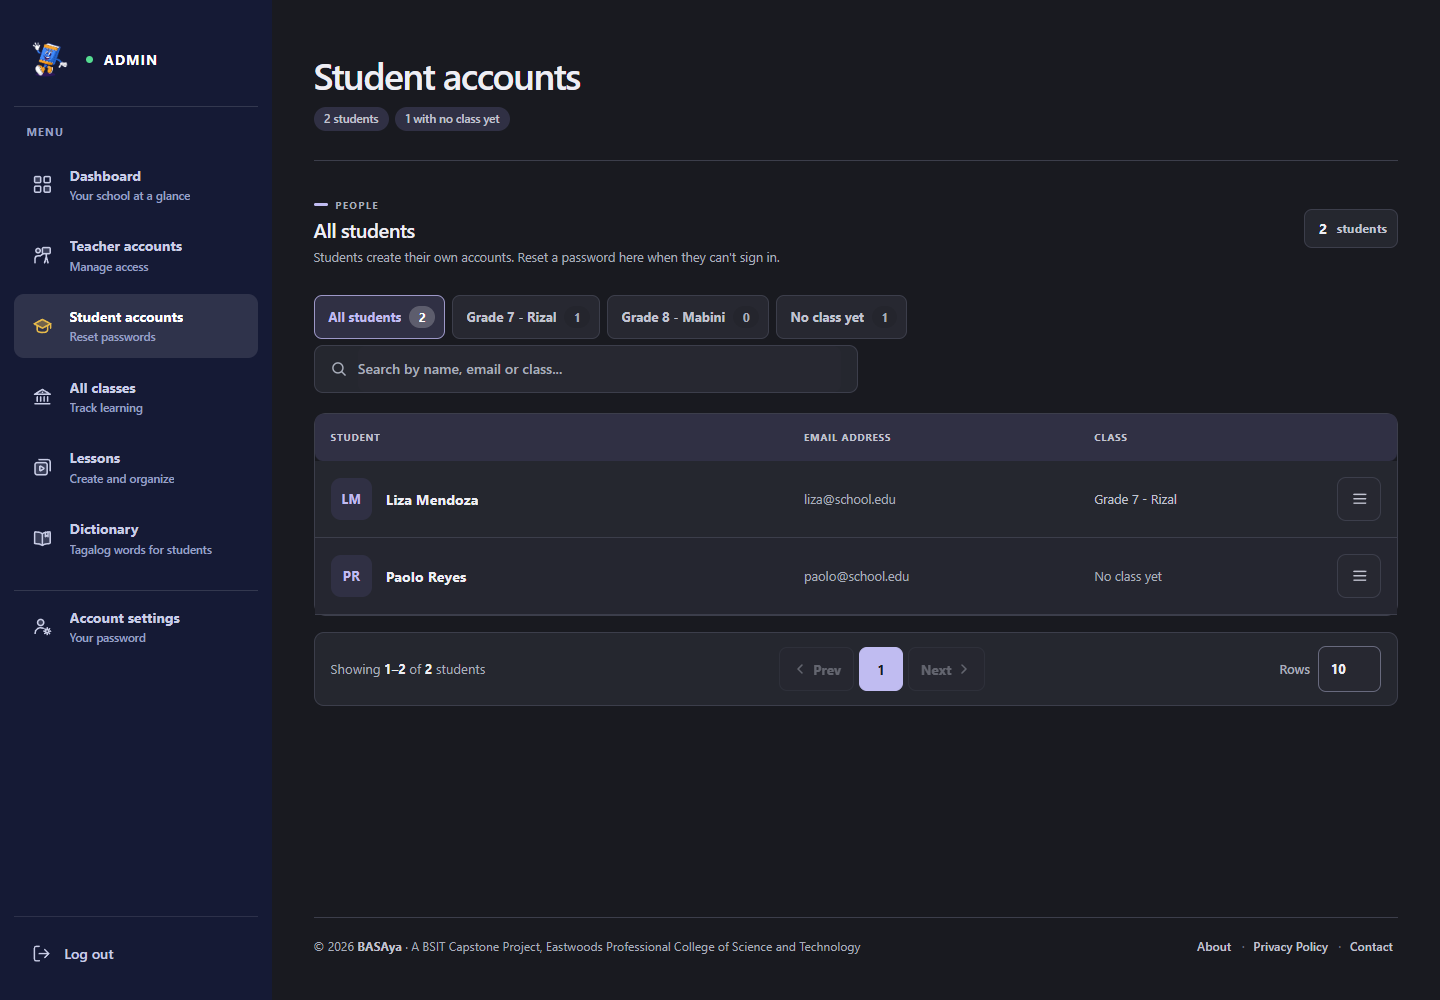 ADMIN
MENU
Dashboard
Your school at a glance
Teacher accounts
Manage access
Student accounts
Reset passwords
All classes
Track learning
Lessons
Create and organize
Dictionary
Tagalog words for students
Account settings
Your password
Log out
Student accounts
2 students
1 with no class yet
PEOPLE
All students
Students create their own accounts. Reset a password here when they can't sign in.
2 students
All students 2
Grade 7 - Rizal 1
Grade 8 - Mabini 0
No class yet 1
Search by name, email or class...
STUDENT EMAIL ADDRESS CLASS
LM Liza Mendoza liza@school.edu Grade 7 - Rizal
PR Paolo Reyes paolo@school.edu No class yet
Showing 1–2 of 2 students Prev 1 Next Rows 10
© 2026 BASAya · A BSIT Capstone Project, Eastwoods Professional College of Science and Technology
About · Privacy Policy · Contact